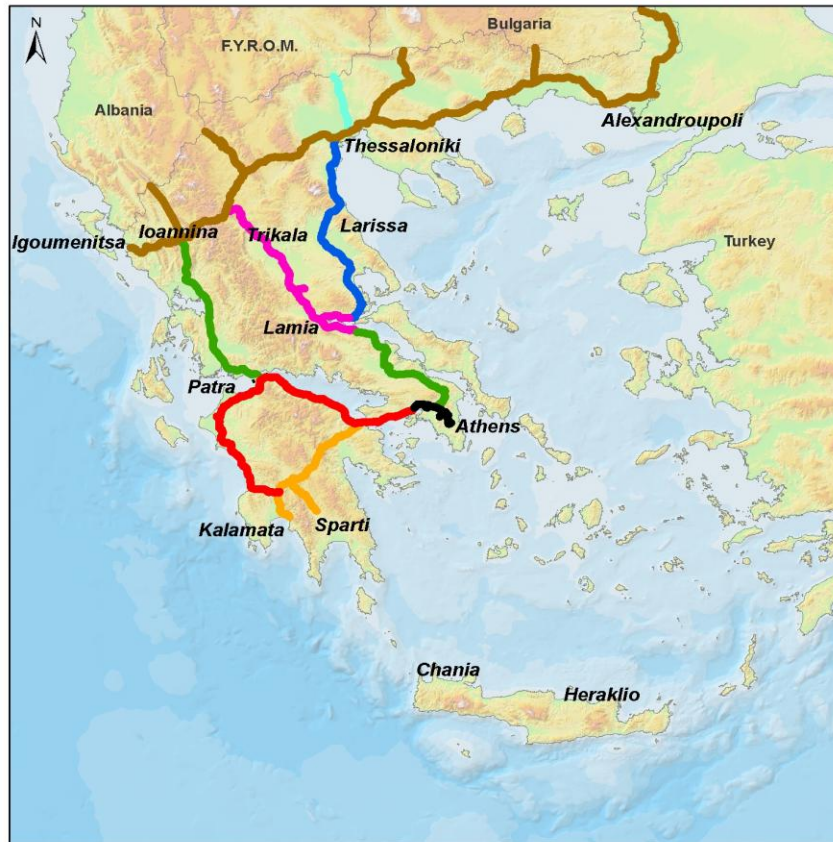 N
Bulgaria
F.Y.R.O.M.
Albania
Alexandroupoli
Thessaloniki
Ioannina
Trikala
Larissa
Igoumenitsa
Turkey
Lamia
Patra
Athens
Kalamata
Sparti
Chania
Heraklio